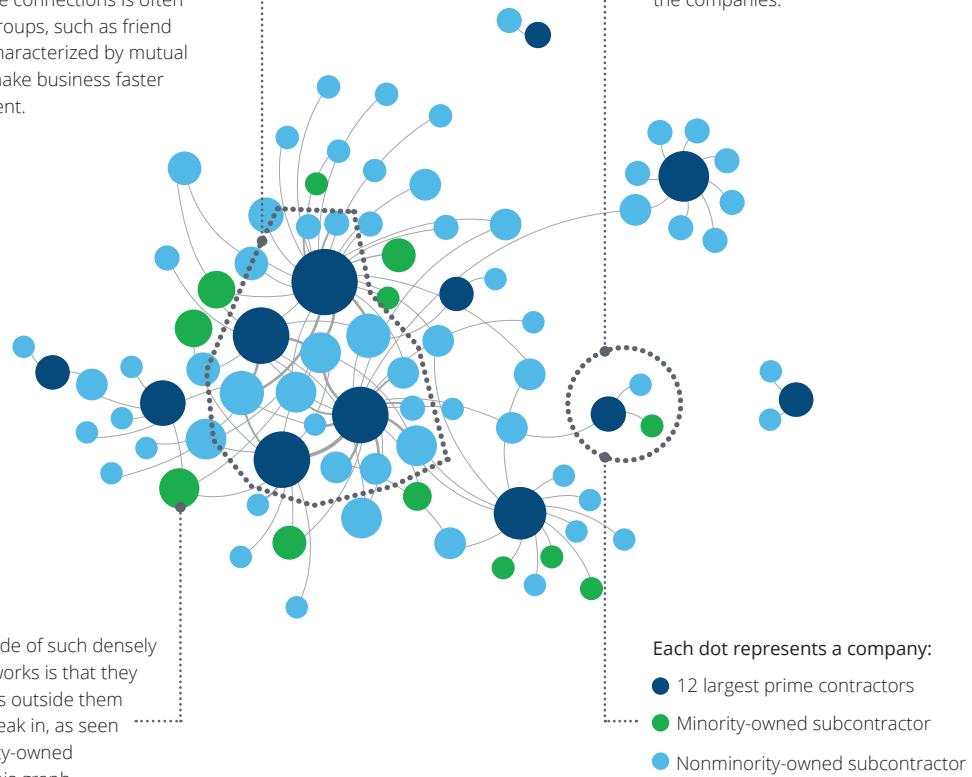 e connections is often
roups, such as friend
haracterized by mutual
nake business faster
ent.
the companies.
de of such densely
vorks is that they
s outside them
eak in, as seen
ty-owned
Each dot represents a company:
12 largest prime contractors
Minority-owned subcontractor
Nonminority-owned subcontractor